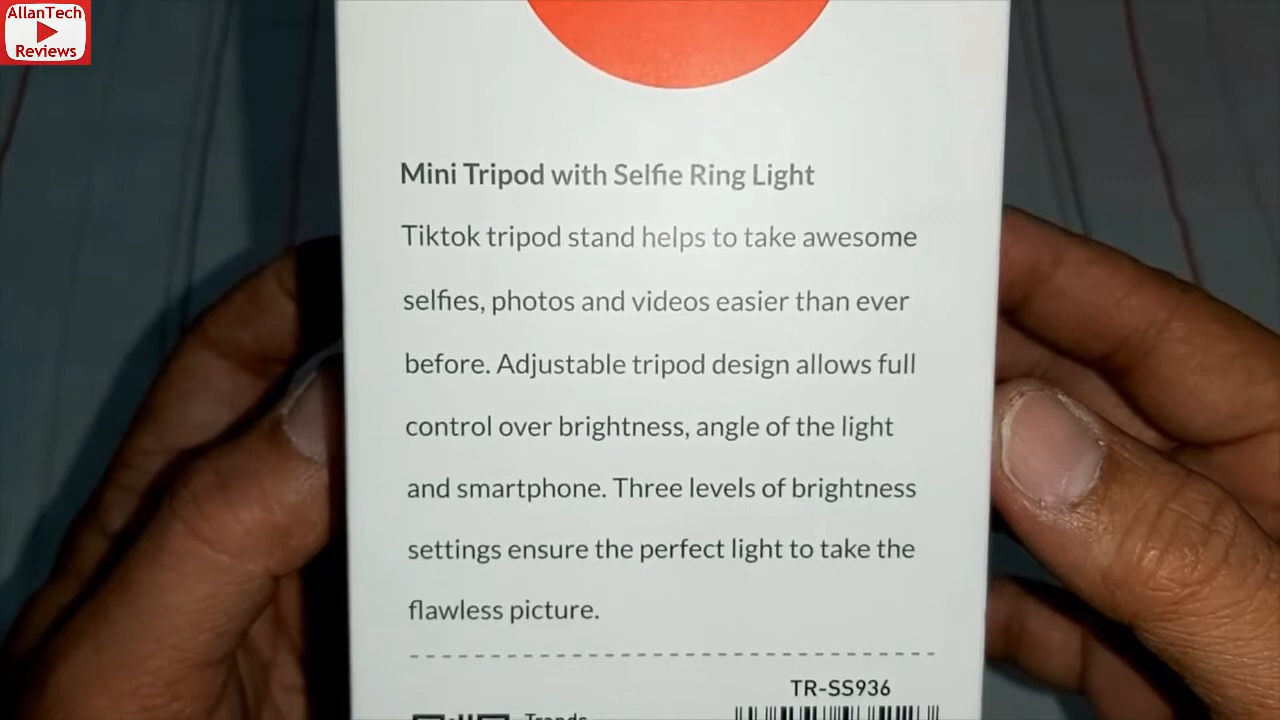 AllanTech
Reviews
Mini Tripod with Selfie Ring Light
Tiktok tripod stand helps to take awesome
selfies, photos and videos easier than ever
before. Adjustable tripod design allows full
control over brightness, angle of the light
and smartphone. Three levels of brightness
settings ensure the perfect light to take the
flawless picture.
TR-SS936
Trands